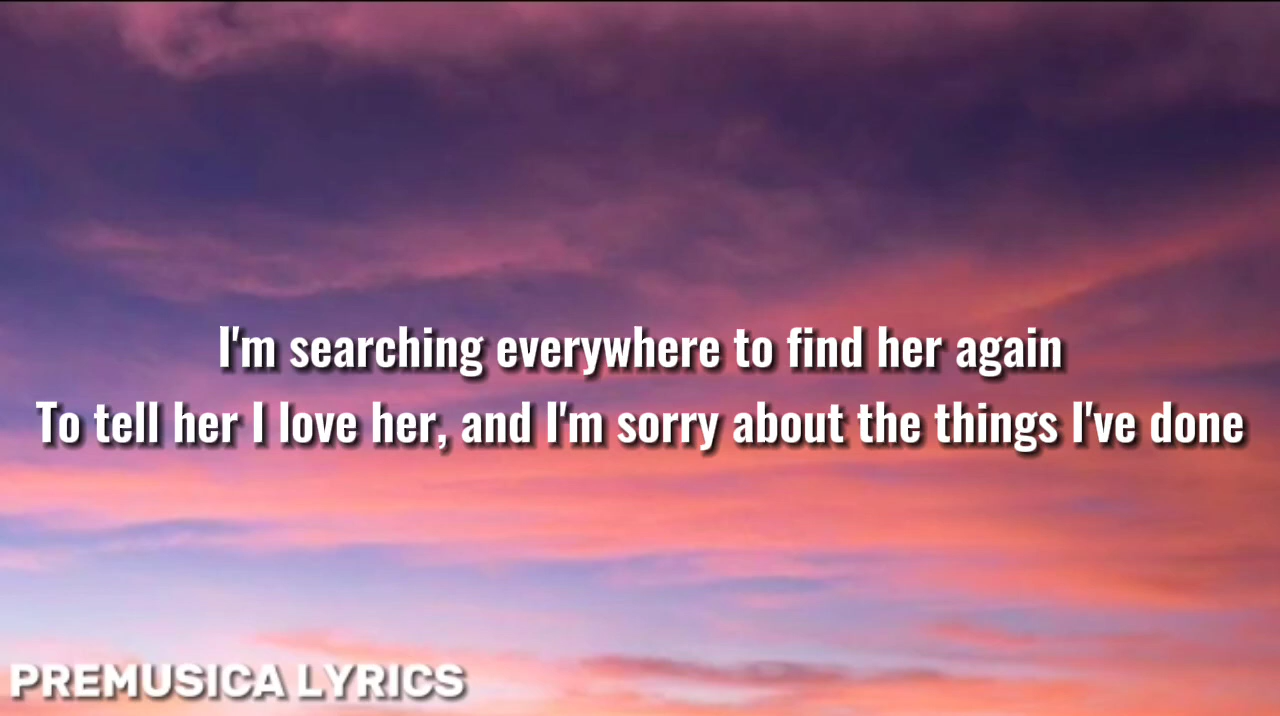 I'm searching everywhere to find her again
To tell her I love her, and I'm sorry about the things I've done
PREMUSICA LYRICS